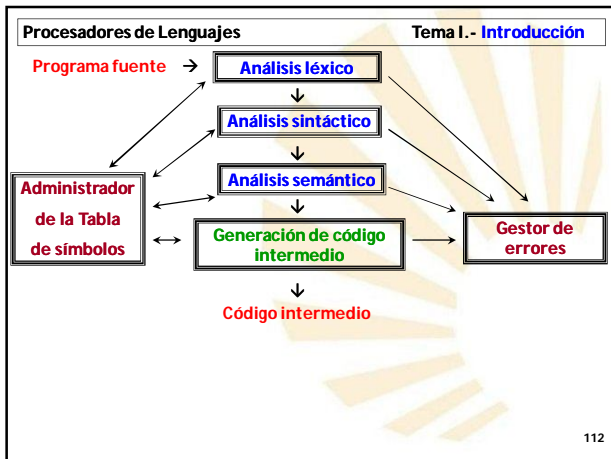 Procesadores de Lenguajes Tema I.- Introducción
Programa fuente → Análisis léxico
Análisis sintáctico
Análisis semántico
Administrador
de la Tabla
de símbolos
Generación de código
intermedio
Gestor de
errores
Código intermedio
112